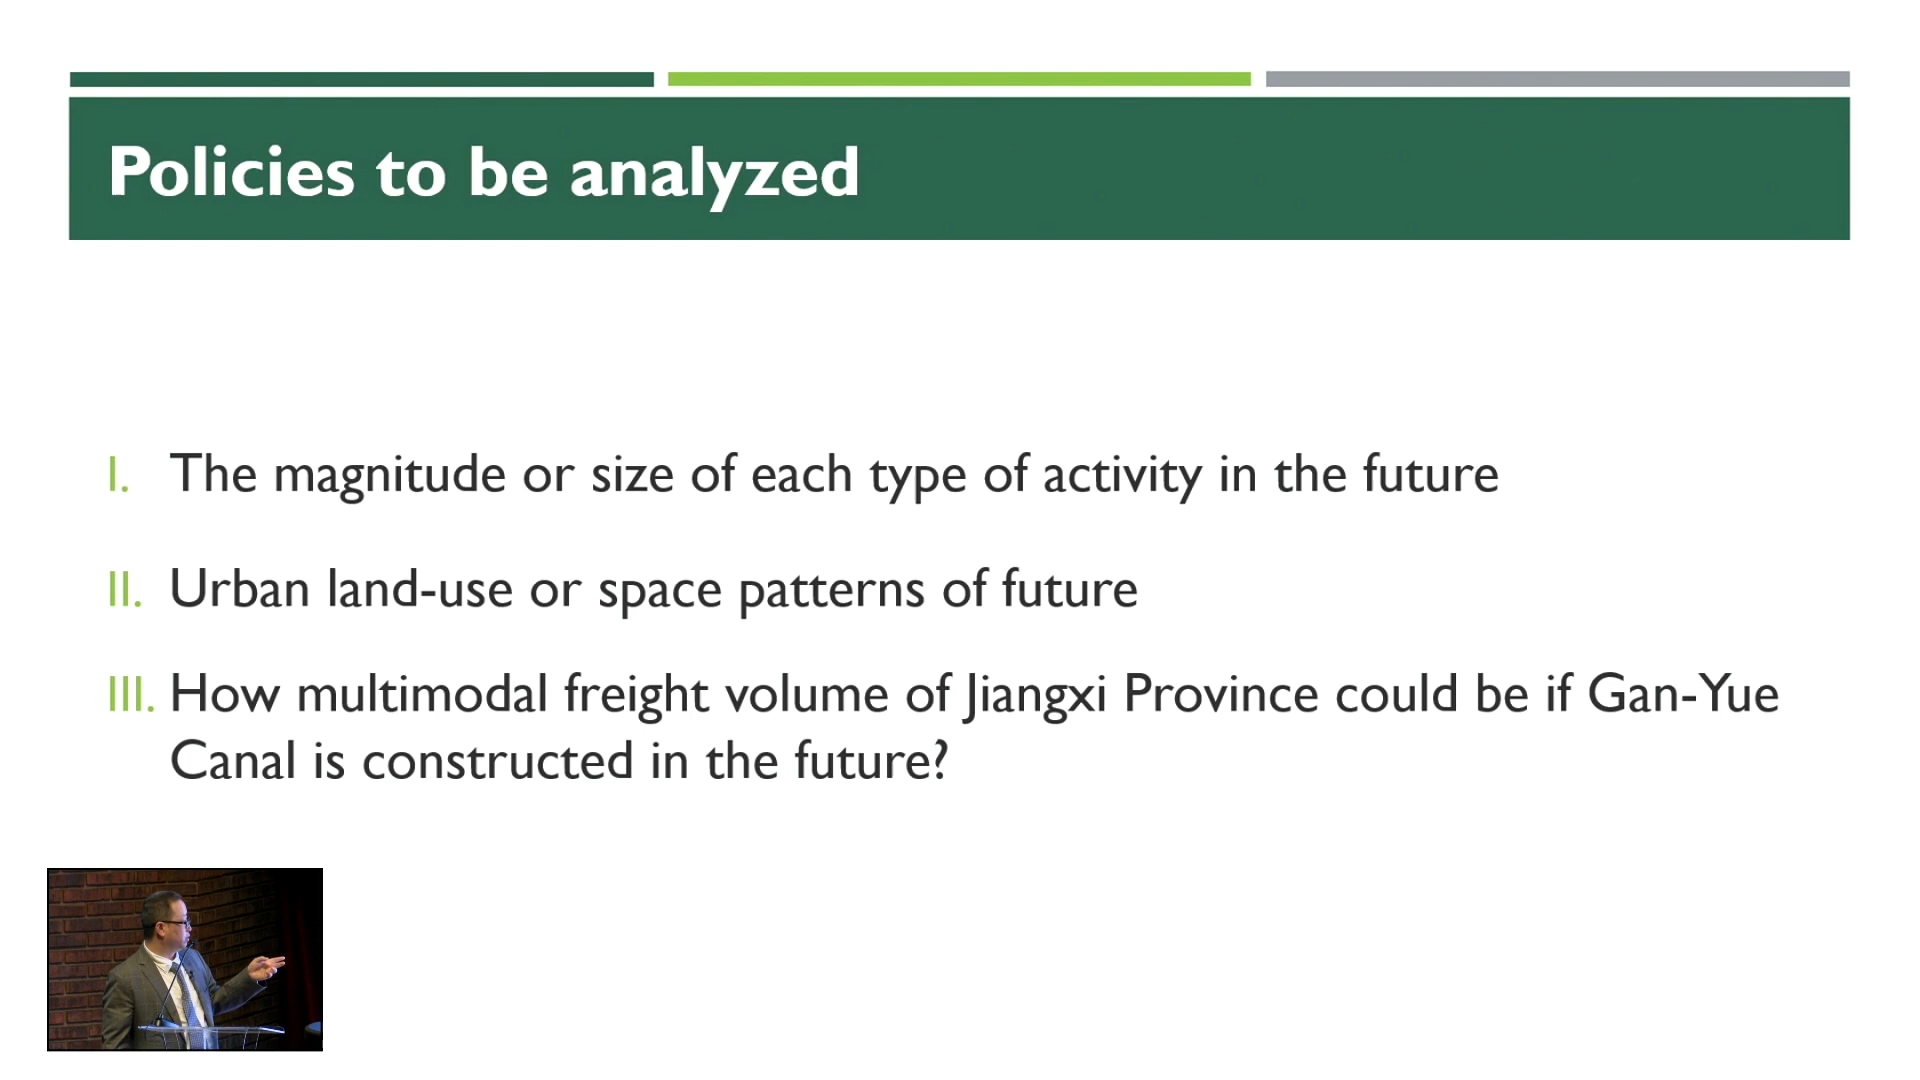 Policies to be analyzed
I. The magnitude or size of each type of activity in the future
II. Urban land-use or space patterns of future
III. How multimodal freight volume of Jiangxi Province could be if Gan-Yue
Canal is constructed in the future?